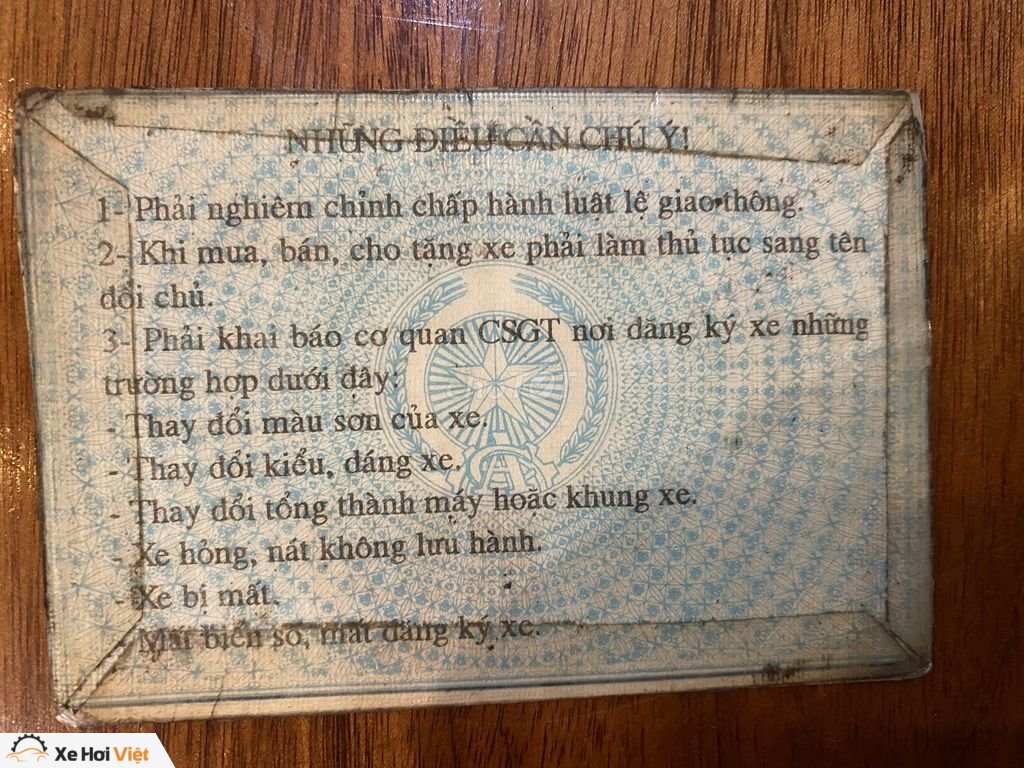 NHỮNG ĐIỀU CẦN CHÚ Ý!
1- Phải nghiêm chỉnh chấp hành luật lệ giao thông.
2- Khi mua, bán, cho tặng xe phải làm thủ tục sang tên
đổi chủ.
3- Phải khai báo cơ quan CSGT nơi đăng ký xe những
trường hợp dưới đây:
- Thay đổi màu sơn của xe.
- Thay đổi kiểu, dáng xe.
- Thay đổi tổng thành máy hoặc khung xe.
- Xe hỏng, nát không lưu hành.
- Xe bị mất.
- Mất biển số, mất đăng ký xe.
Xe Hơi Việt